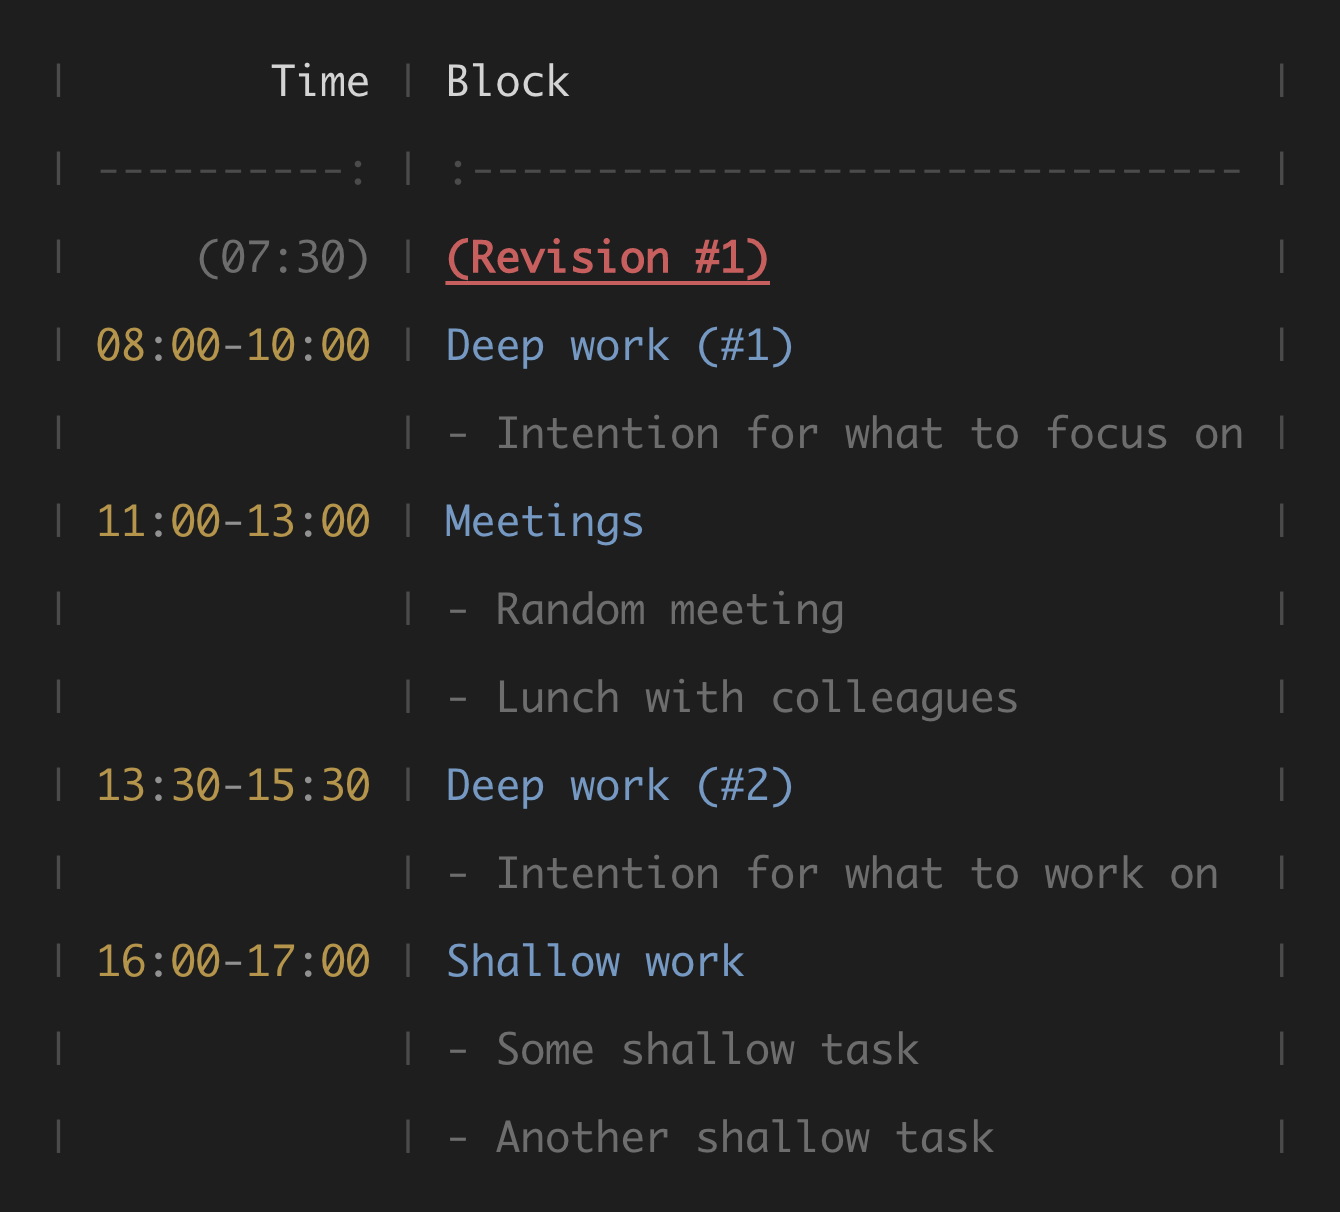 |       Time | Block                            |
| ----------: | :------------------------------- |
|     (07:30) | (Revision #1)                    |
| 08:00-10:00 | Deep work (#1)                   |
|             | - Intention for what to focus on |
| 11:00-13:00 | Meetings                         |
|             | - Random meeting                 |
|             | - Lunch with colleagues          |
| 13:30-15:30 | Deep work (#2)                   |
|             | - Intention for what to work on  |
| 16:00-17:00 | Shallow work                     |
|             | - Some shallow task              |
|             | - Another shallow task           |